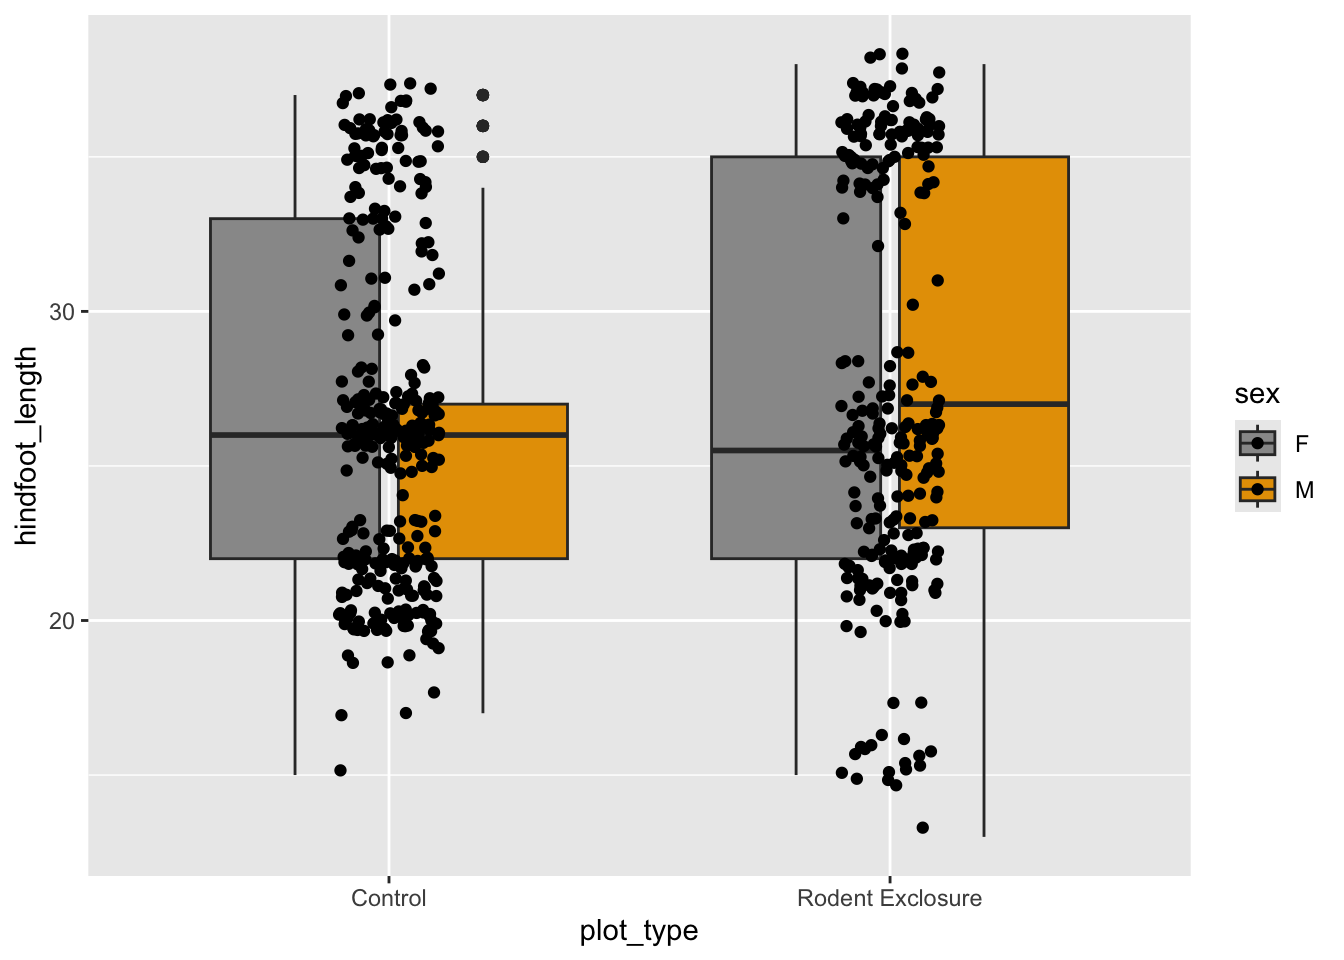 30
20
hindfoot_length
Control
Rodent Exclosure
plot_type
sex
F
M